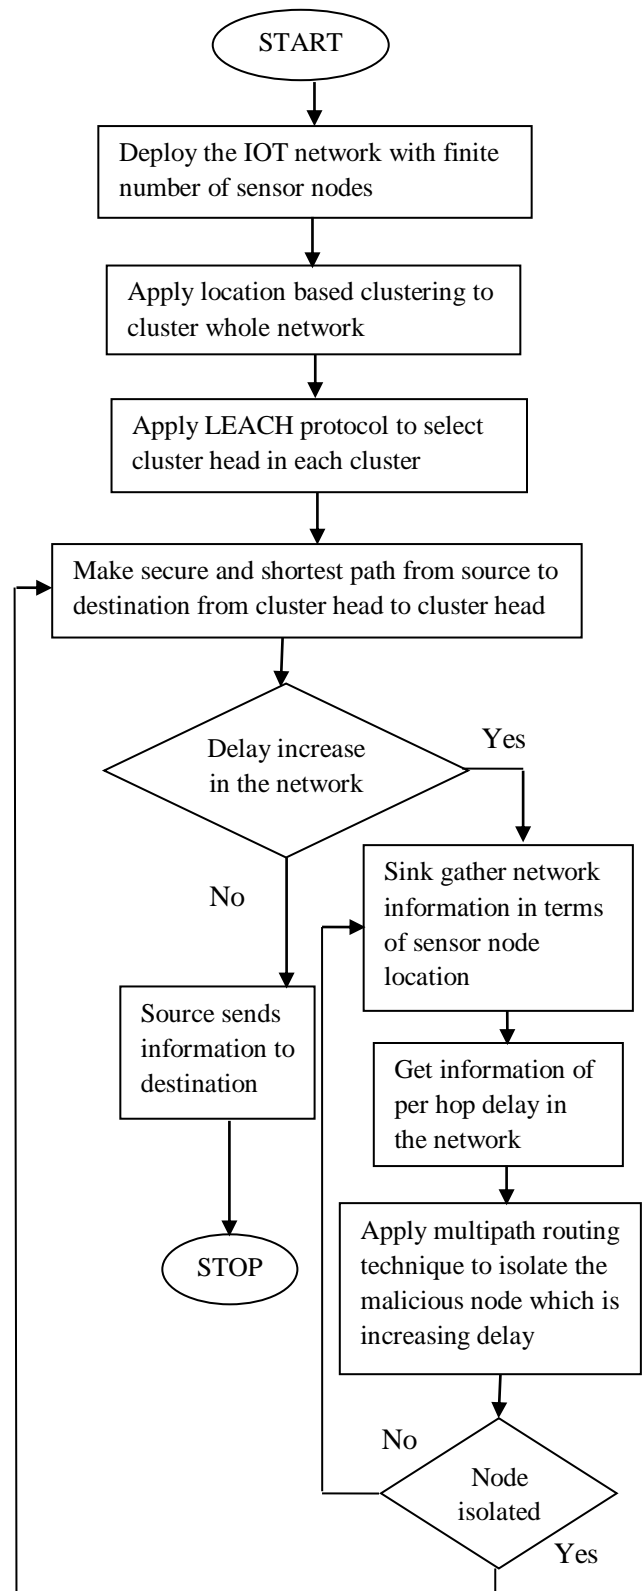 START
Deploy the IOT network with finite
number of sensor nodes
Apply location based clustering to
cluster whole network
Apply LEACH protocol to select
cluster head in each cluster
Make secure and shortest path from source to
destination from cluster head to cluster head
Delay increase
in the network
Yes
No
Sink gather network
information in terms
of sensor node
location
Source sends
information to
destination
Get information of
per hop delay in
the network
STOP
Apply multipath routing
technique to isolate the
malicious node which is
increasing delay
No
Node
isolated
Yes